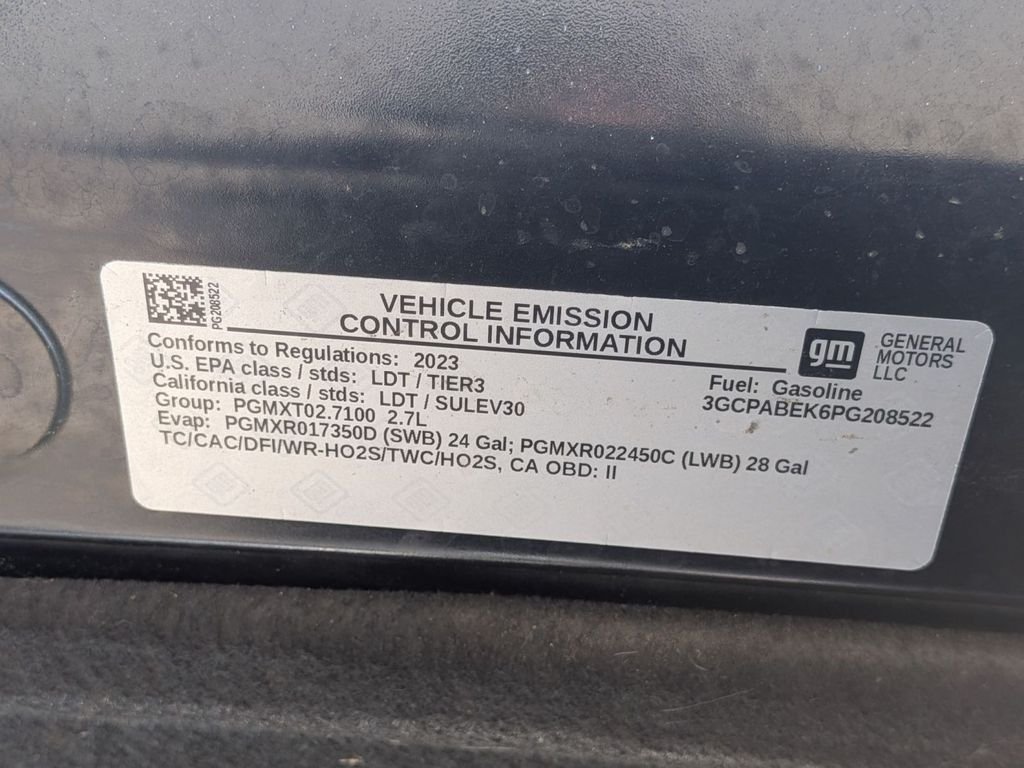 PG208522
VEHICLE EMISSION
CONTROL INFORMATION
gm
GENERAL
MOTORS
LLC
Conforms to Regulations: 2023
U.S. EPA class / stds: LDT / TIER3
California class / stds: LDT / SULEV30
Group: PGMXT02.7100 2.7L
Evap: PGMXR017350D (SWB) 24 Gal; PGMXR022450C (LWB) 28 Gal
TC/CAC/DFI/WR-HO2S/TWC/HO2S, CA OBD: II
Fuel: Gasoline
3GCPABEK6PG208522